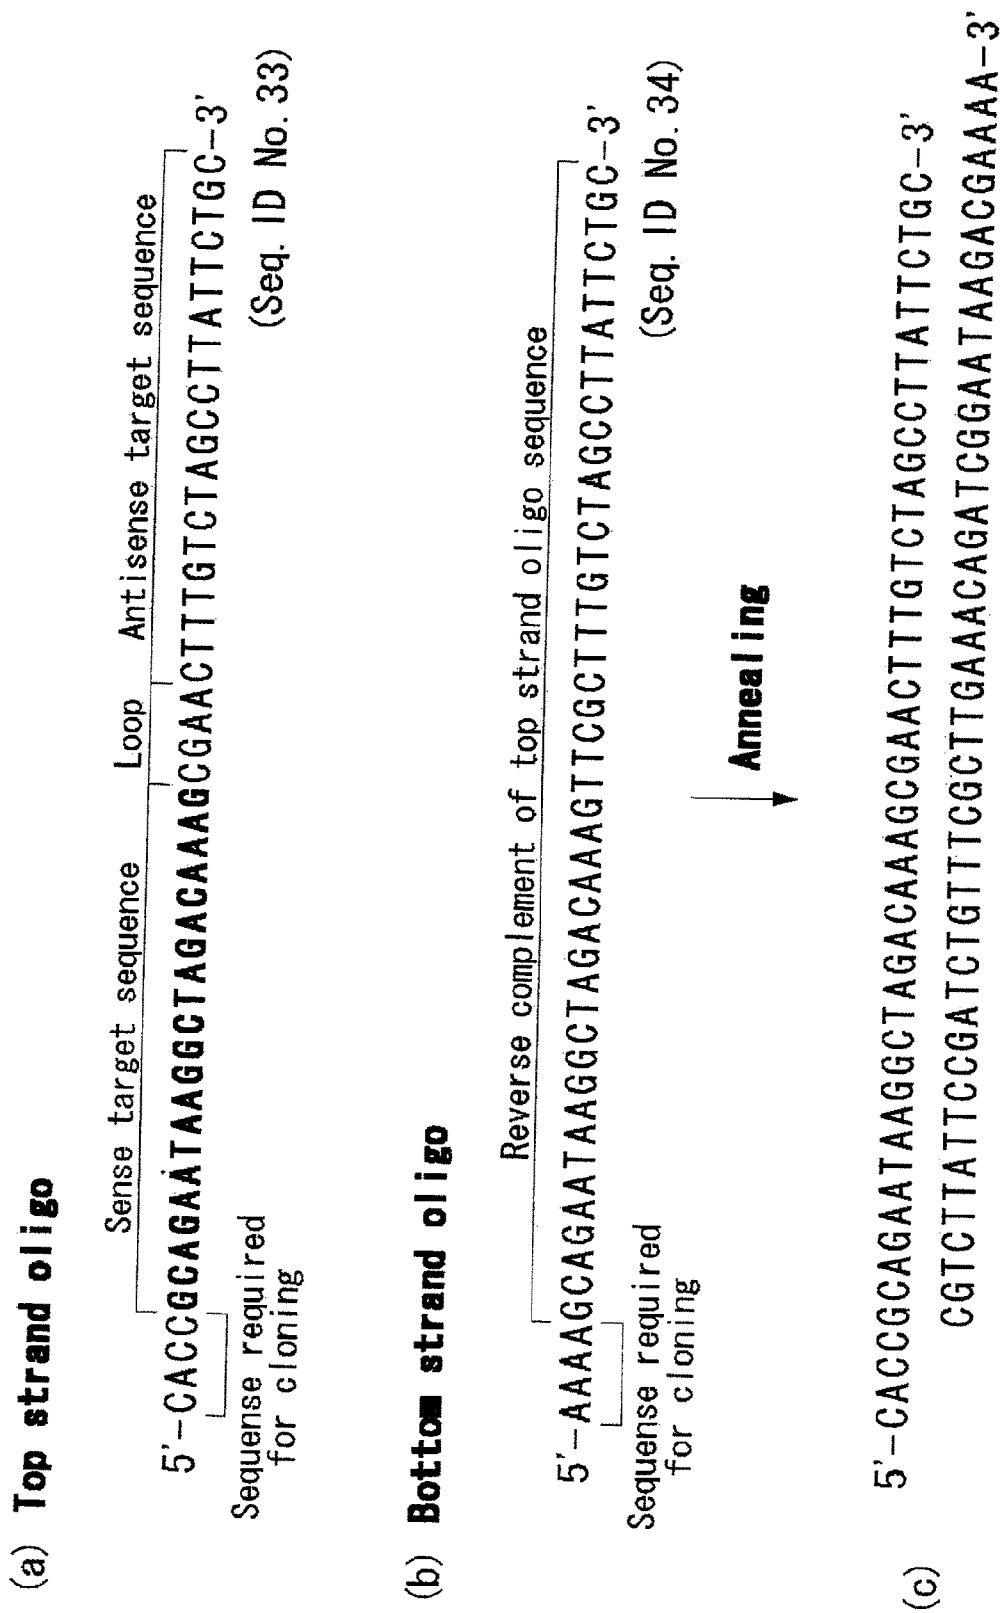 (a) Top strand oligo
Sense target sequence
Loop
Antisense target sequence
5'-CACCGCAGAATAAGGCTAGACAAAGCGAACTTTGTCTAGCCTTATTCTGC-3'
Sequense required
for cloning
(Seq. ID No. 33)
(b) Bottom strand oligo
Reverse complement of top strand oligo sequence
5'-AAAAGCAGAATAAGGCTAGACAAAGTTCGCTTTGTCTAGCCTTATTCTGC-3'
Sequense required
for cloning
(Seq. ID No. 34)
Annealing
(c)
5'-CACCGCAGAATAAGGCTAGACAAAGCGAACTTTGTCTAGCCTTATTCTGC-3'
CGTCTTATTCCGATCTGTTTCGCTTGAAACAGATCGGAATAAGACGAAAA-3'